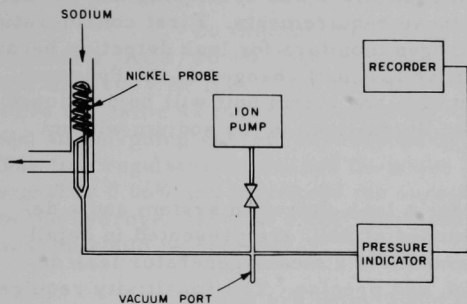 SODIUM
NICKEL PROBE
RECORDER
ION
PUMP
PRESSURE
INDICATOR
VACUUM PORT